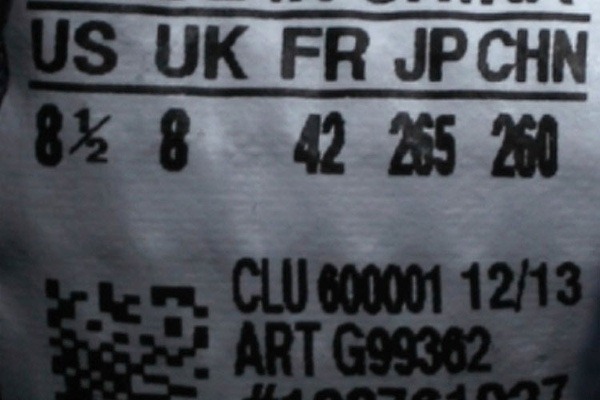 US UK FR JP CHN
8½ 8 42 265 260
CLU 600001 12/13
ART G99362